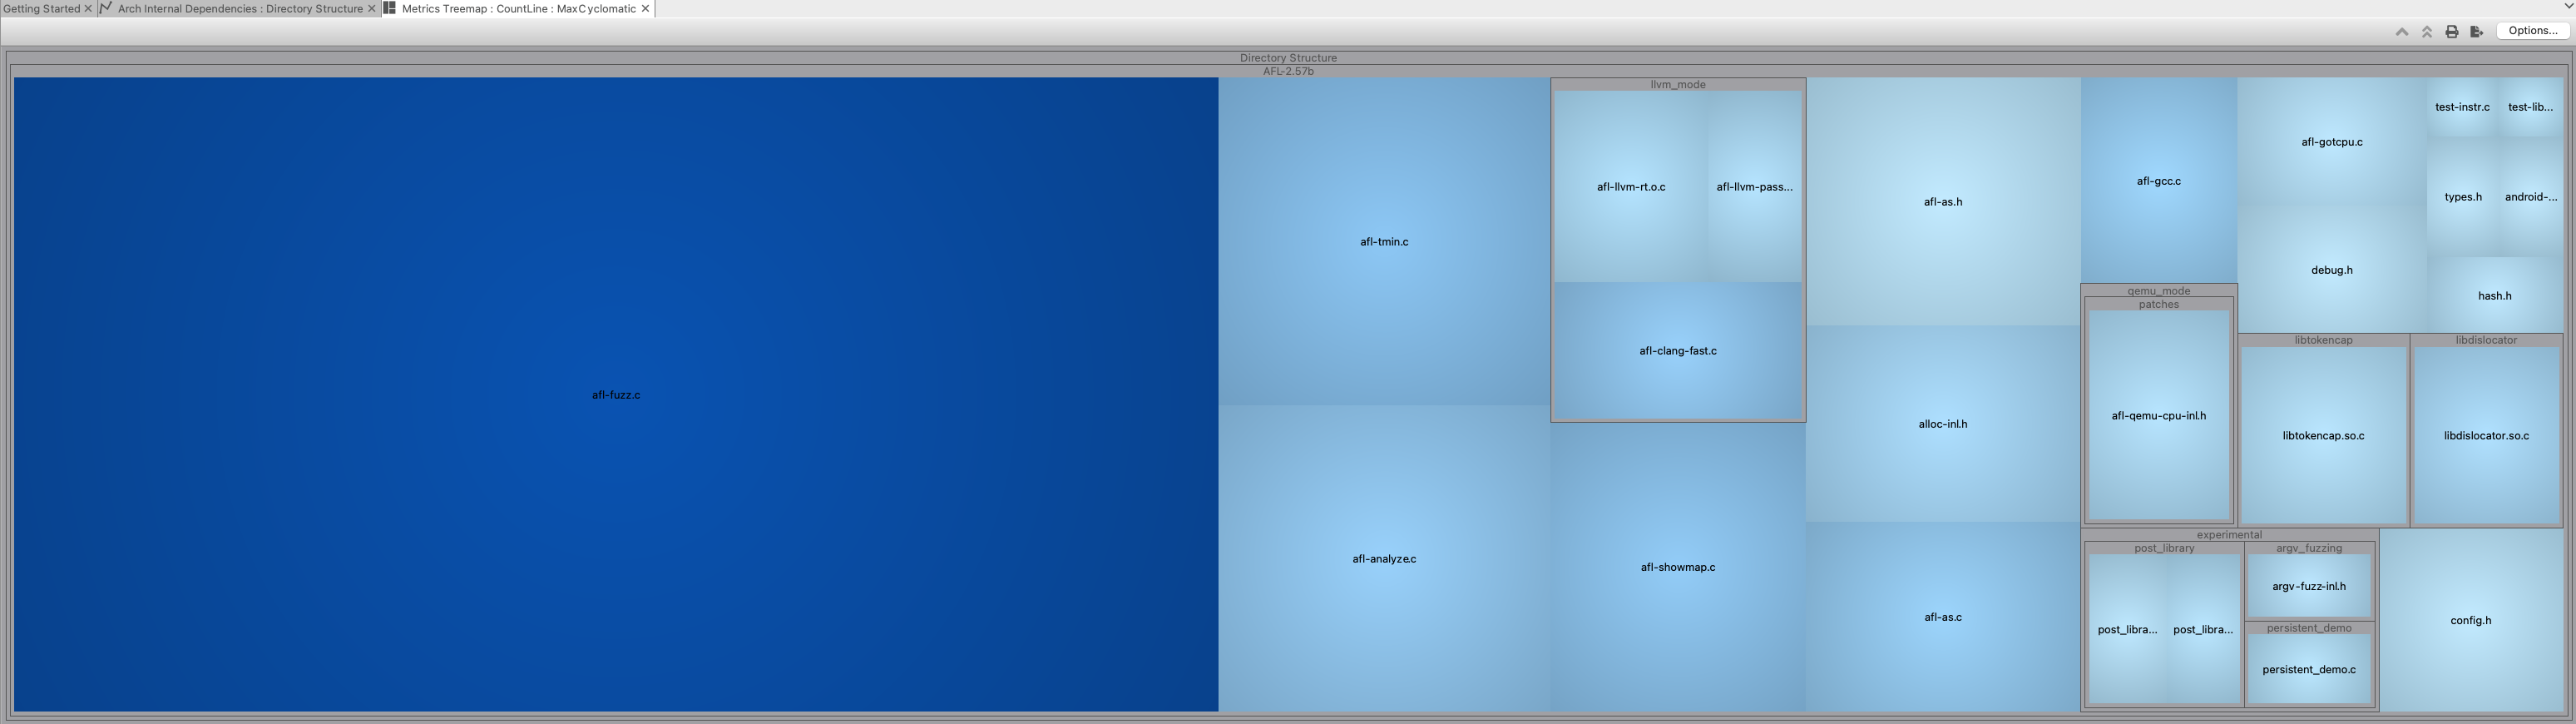 Getting Started
Arch Internal Dependencies : Directory Structure
Metrics Treemap : CountLine : MaxCyclomatic
Options...
Directory Structure
AFL-2.57b
afl-fuzz.c
afl-tmin.c
afl-analyze.c
llvm_mode
afl-llvm-rt.o.c
afl-llvm-pass...
afl-clang-fast.c
afl-showmap.c
afl-as.h
alloc-inl.h
afl-as.c
afl-gcc.c
qemu_mode
patches
afl-qemu-cpu-inl.h
afl-gotcpu.c
debug.h
test-instr.c
test-lib...
types.h
android-...
hash.h
libtokencap
libtokencap.so.c
libdislocator
libdislocator.so.c
experimental
post_library
post_libra...
post_libra...
argv_fuzzing
argv-fuzz-inl.h
persistent_demo
persistent_demo.c
config.h